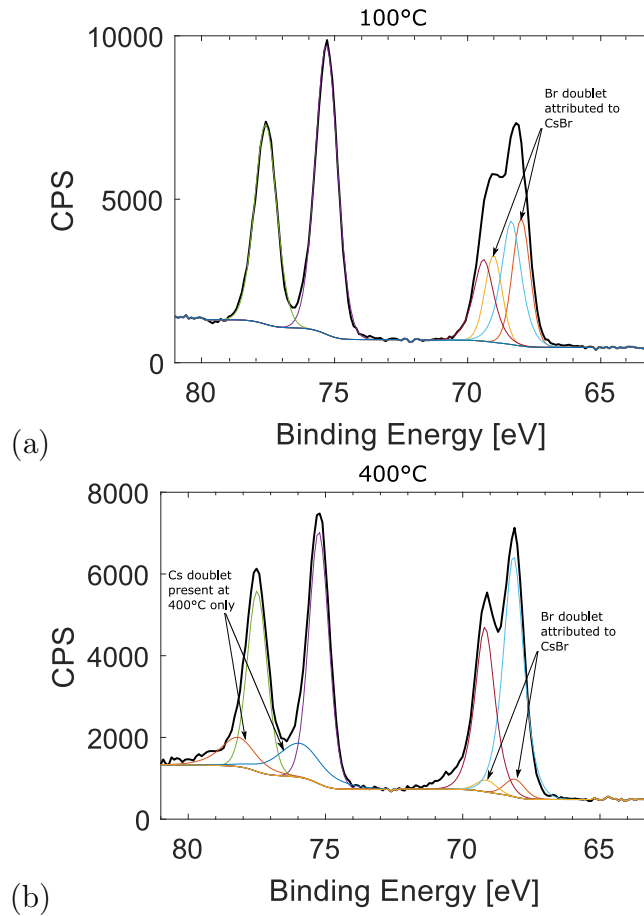 100°C
10000
5000
0
CPS
Br doublet
attributed to
CsBr
80
75
70
65
Binding Energy [eV]
(a)
400°C
8000
6000
4000
2000
0
CPS
Cs doublet
present at
400°C only
Br doublet
attributed to
CsBr
80
75
70
65
Binding Energy [eV]
(b)